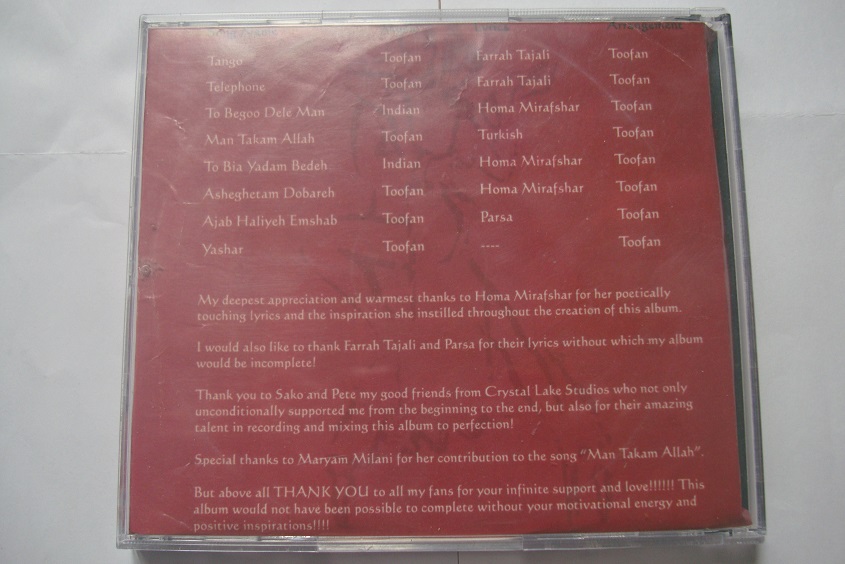 Lyrics Arrangement
Tango Toofan Farrah Tajali Toofan
Telephone Toofan Farrah Tajali Toofan
To Begoo Dele Man Indian Homa Mirafshar Toofan
Man Takam Allah Toofan Turkish Toofan
To Bia Yadam Bedeh Indian Homa Mirafshar Toofan
Asheghetam Dobareh Toofan Homa Mirafshar Toofan
Ajab Haliyeh Emshab Toofan Parsa Toofan
Yashar Toofan ---- Toofan
My deepest appreciation and warmest thanks to Homa Mirafshar for her poetically
touching lyrics and the inspiration she instilled throughout the creation of this album.
I would also like to thank Farrah Tajali and Parsa for their lyrics without which my album
would be incomplete!
Thank you to Sako and Pete my good friends from Crystal Lake Studios who not only
unconditionally supported me from the beginning to the end, but also for their amazing
talent in recording and mixing this album to perfection!
Special thanks to Maryam Milani for her contribution to the song "Man Takam Allah".
But above all THANK YOU to all my fans for your infinite support and love!!!!!! This
album would not have been possible to complete without your motivational energy and
positive inspirations!!!!